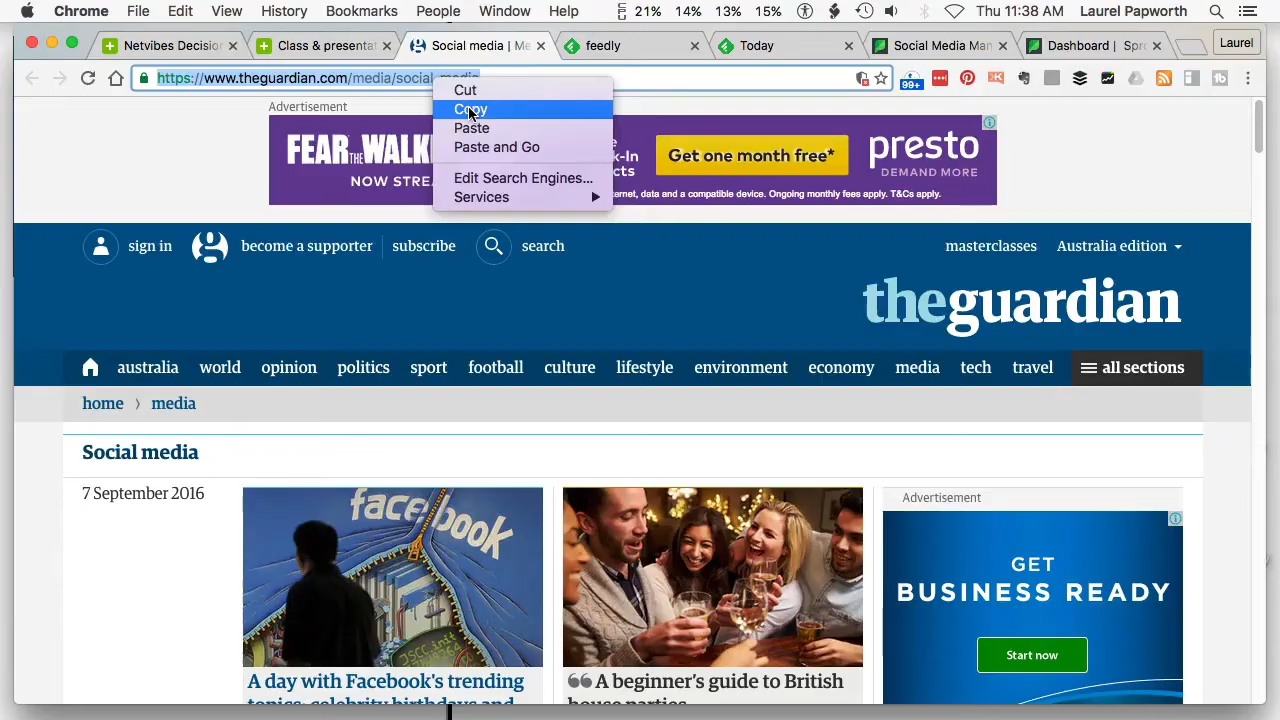 Chrome File Edit View History Bookmarks People Window Help 21% 14% 13% 15% Thu 11:38 AM Laurel Papworth
Netvibes Decision Class & presentat Social media | Me feedly Today Social Media Man Dashboard | Spro Laurel
https://www.theguardian.com/media/social-media 99+
Cut
Copy
Paste
Paste and Go
Edit Search Engines...
Services
Advertisement
FEAR THE WALK
NOW STREA
Get one month free*
presto
DEMAND MORE
ternet, data and a compatible device. Ongoing monthly fees apply. T&Cs apply.
sign in become a supporter subscribe search masterclasses Australia edition
theguardian
australia world opinion politics sport football culture lifestyle environment economy media tech travel all sections
home › media
Social media
7 September 2016
facebook
A day with Facebook's trending
topics: celebrity birthdays and
A beginner's guide to British
house parties
Advertisement
GET
BUSINESS READY
Start now